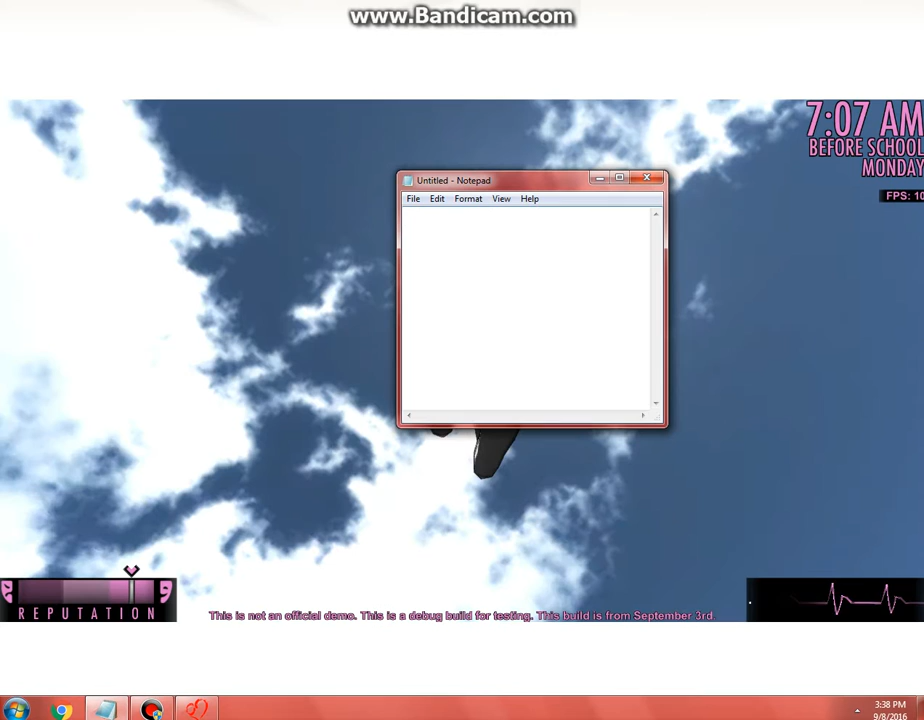 www.Bandicam.com
7:07 AM
BEFORE SCHOOL
MONDAY
FPS: 10
Untitled - Notepad
File Edit Format View Help
REPUTATION
This is not an official demo. This is a debug build for testing. This build is from September 3rd.
3:38 PM
9/8/2016